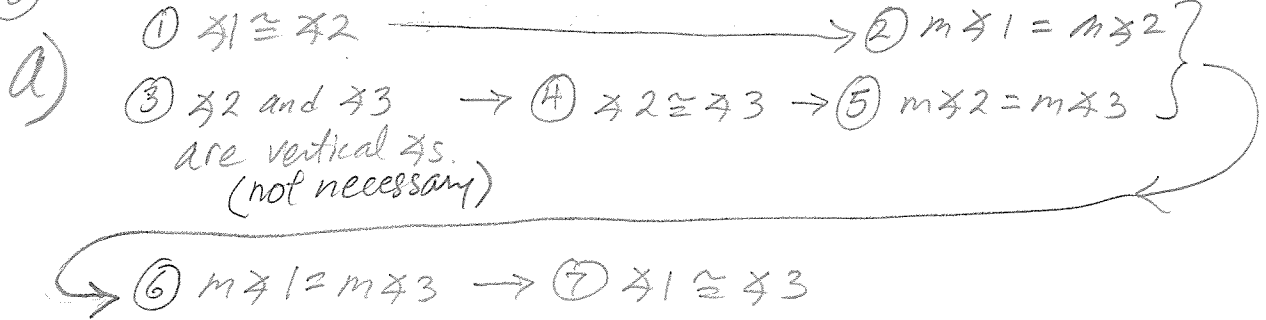 ① ∡1 ≅ ∡2 → ② m∡1 = m∡2 }
a) ③ ∡2 and ∡3 → ④ ∡2 ≅ ∡3 → ⑤ m∡2 = m∡3
are vertical ∡s.
(not necessary)
⑥ m∡1 = m∡3 → ⑦ ∡1 ≅ ∡3